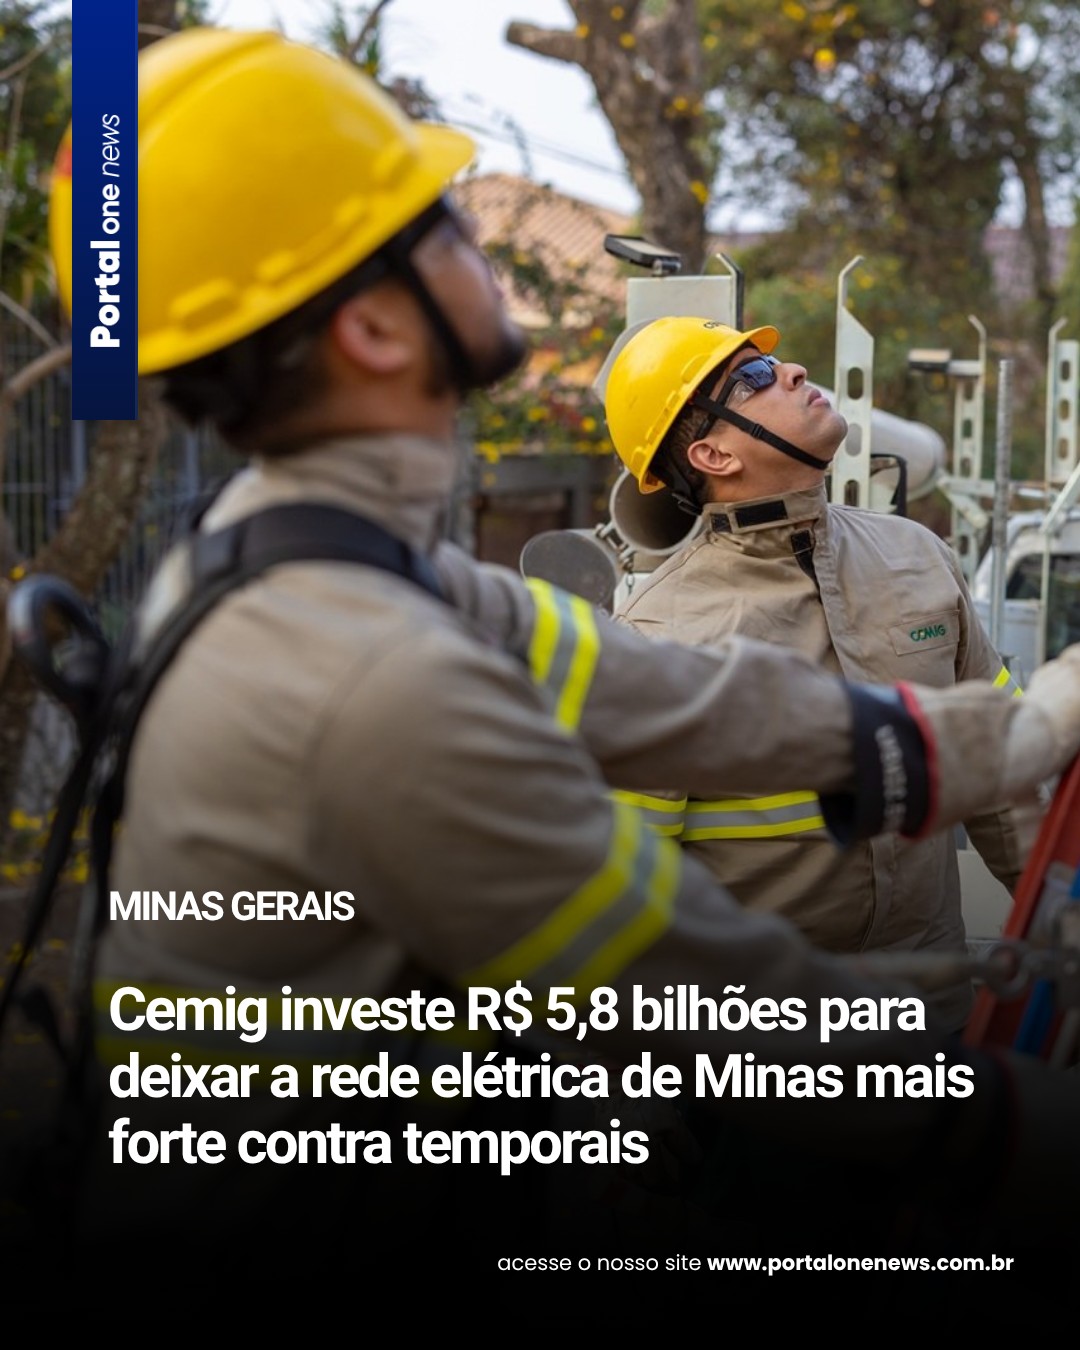 Portal one news
CEMIG
MINAS GERAIS
Cemig investe R$ 5,8 bilhões para
deixar a rede elétrica de Minas mais
forte contra temporais
acesse o nosso site www.portalonenews.com.br